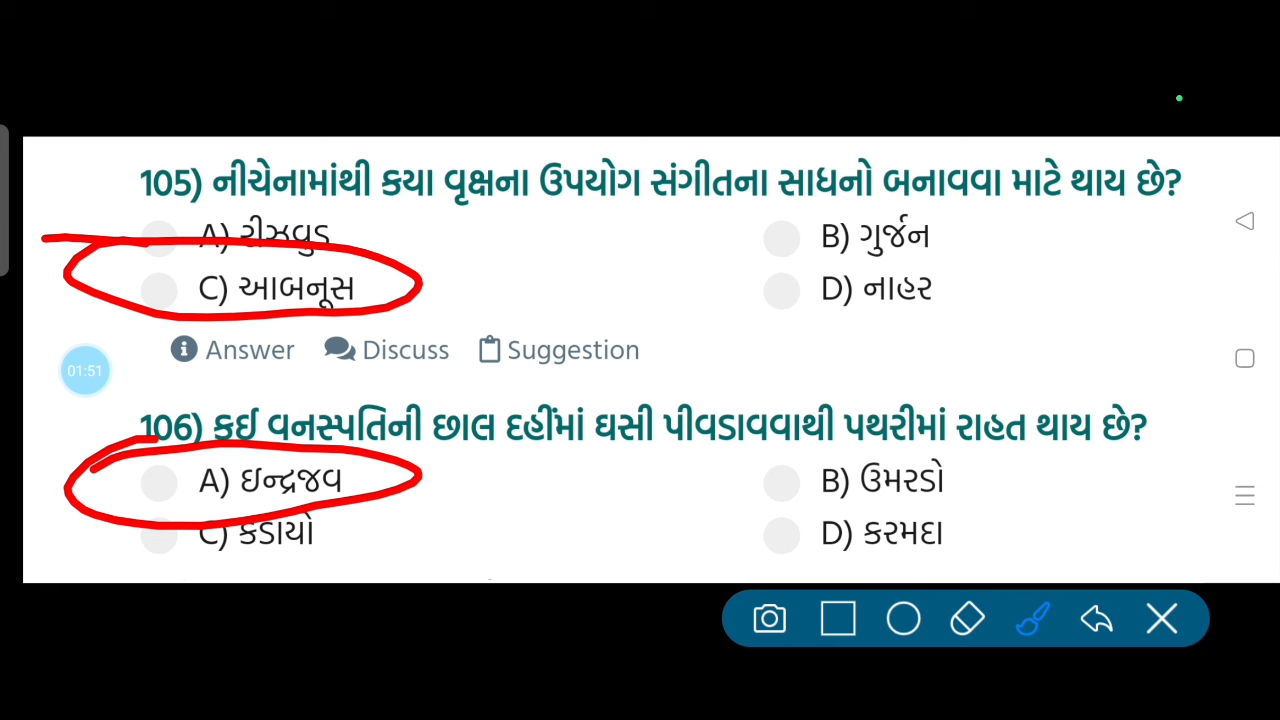 105) નીચેનામાંથી કયા વૃક્ષના ઉપયોગ સંગીતના સાધનો બનાવવા માટે થાય છે?
A) રીઝવુડ B) ગુર્જન
C) આબનૂસ D) નાહર
Answer Discuss Suggestion
01:51
106) કઈ વનસ્પતિની છાલ દહીંમાં ઘસી પીવડાવવાથી પથરીમાં રાહત થાય છે?
A) ઇન્દ્રજવ B) ઉમરડો
C) કડાયો D) કરમદા